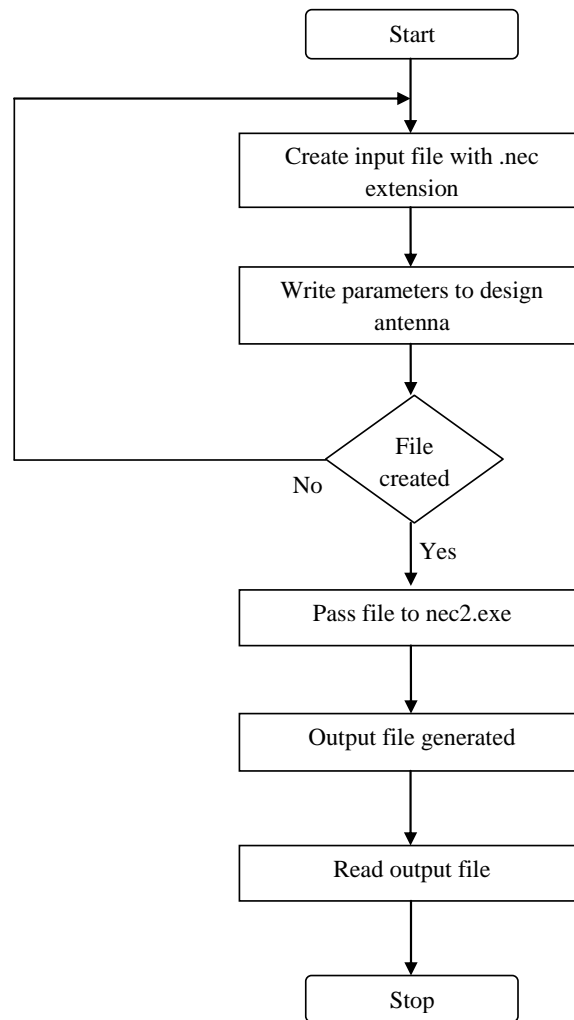 Start
Create input file with .nec
extension
Write parameters to design
antenna
File
created
No
Yes
Pass file to nec2.exe
Output file generated
Read output file
Stop